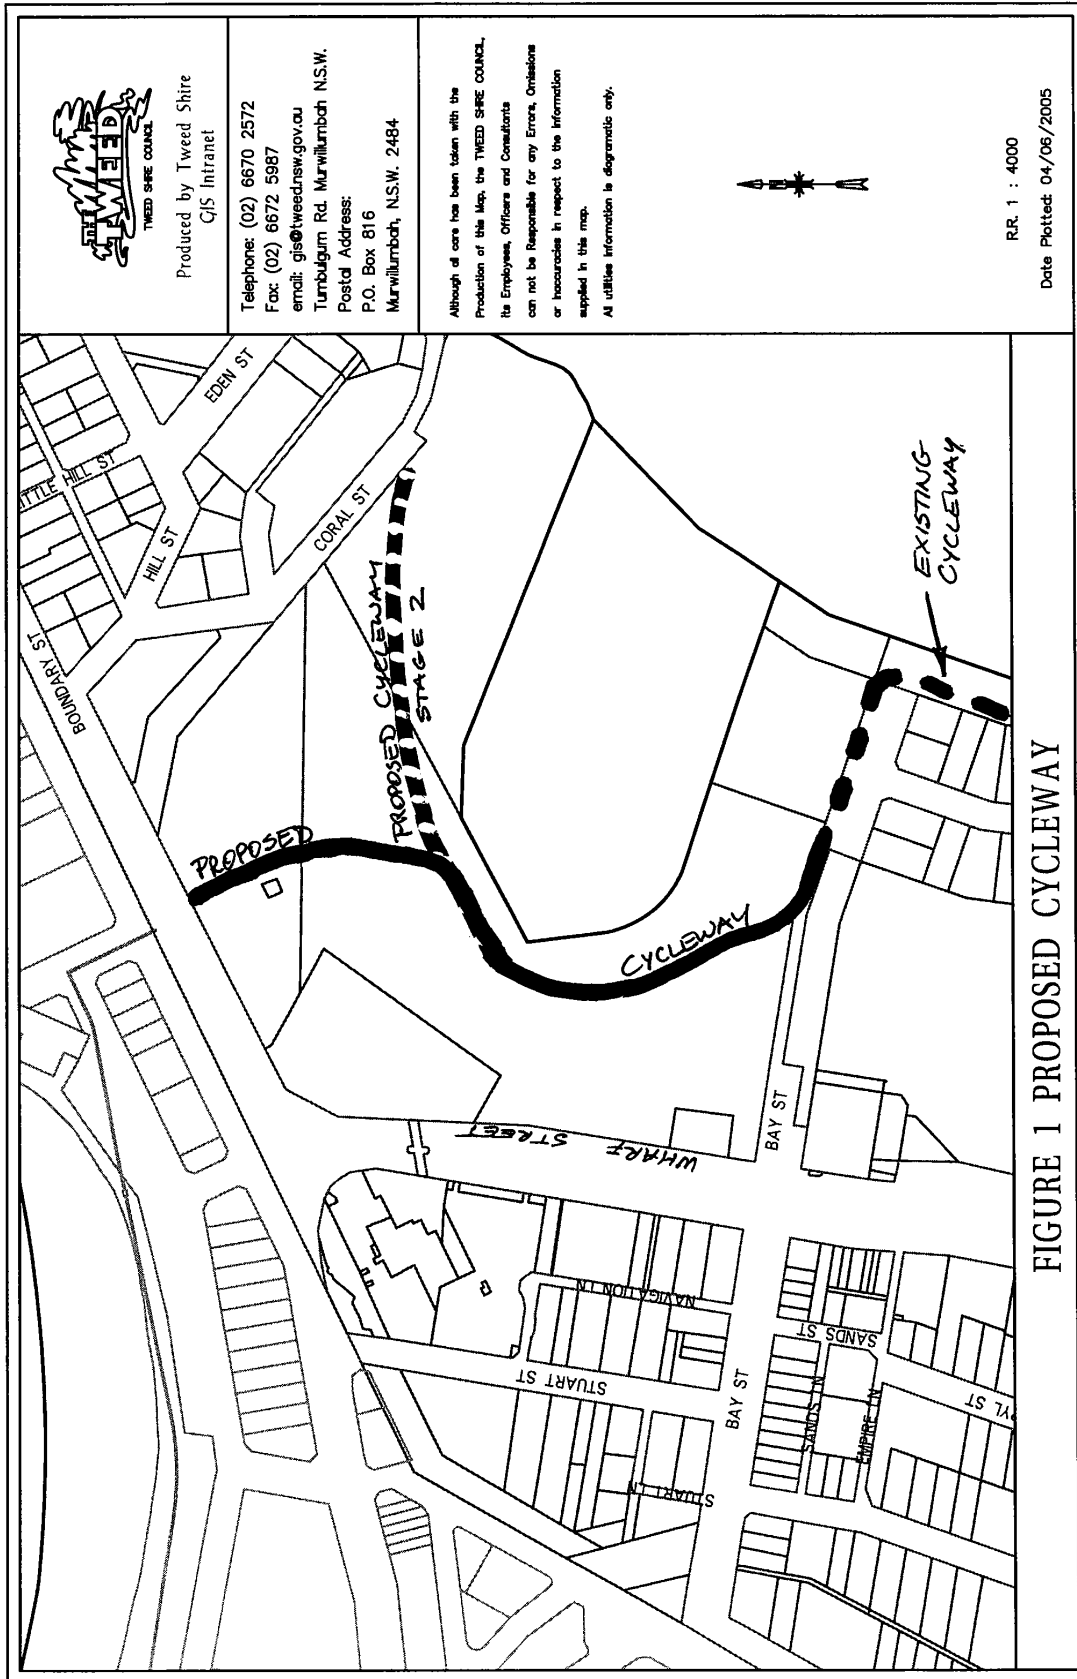 THE
TWEED
TWEED SHIRE COUNCIL
Produced by Tweed Shire
GIS Intranet
Telephone: (02) 6670 2572
Fax: (02) 6672 5987
email: gis@tweed.nsw.gov.au
Tumbulgum Rd. Murwillumbah N.S.W.
Postal Address:
P.O. Box 816
Murwillumbah, N.S.W. 2484
Although all care has been taken with the
Production of this Map, the TWEED SHIRE COUNCIL,
its Employees, Officers and Consultants
can not be Responsible for any Errors, Omissions
or Inaccuracies in respect to the Information
supplied in this map.
All utilities information is diagramatic only.
R.R. 1 : 4000
Date Plotted: 04/06/2005
EDEN ST
ITTLE HILL ST
HILL ST
CORAL ST
BOUNDARY ST
PROPOSED CYCLEWAY
STAGE 2
EXISTING
CYCLEWAY
PROPOSED
CYCLEWAY
WHARF STREET
BAY ST
NAVIGATION LN
STUART ST
SANDS ST
BAY ST
SANDS LN
EMPIRE LN
PYL ST
STUART LN
FIGURE 1 PROPOSED CYCLEWAY